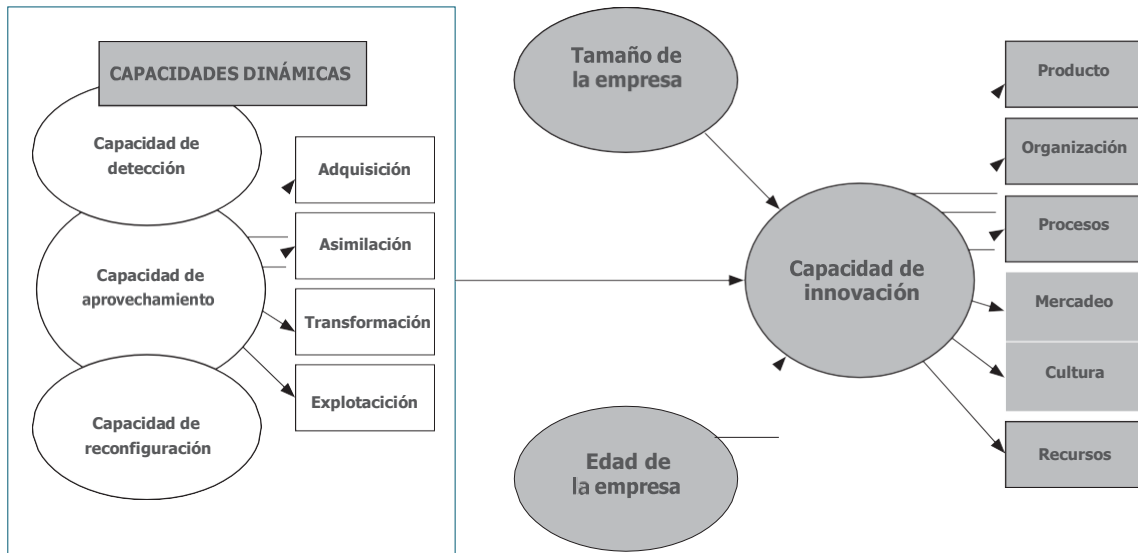 CAPACIDADES DINÁMICAS
Capacidad de
detección
Capacidad de
aprovechamiento
Capacidad de
reconfiguración
Adquisición
Asimilación
Transformación
Explotacición
Tamaño de
la empresa
Capacidad de
innovación
Edad de
la empresa
Producto
Organización
Procesos
Mercadeo
Cultura
Recursos